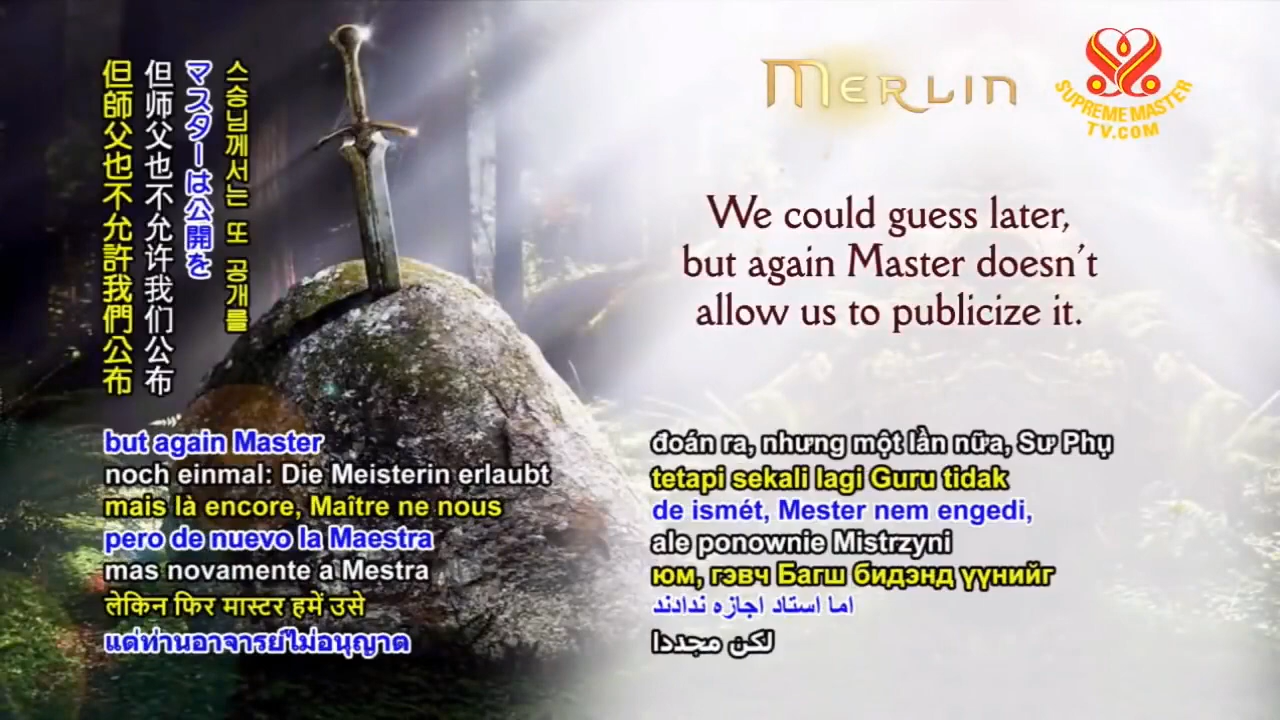 MERLIN
SUPREME MASTER
TV.COM
스승님께서는 또 공개를
マスターは公開を
但师父也不允许我们公布
但師父也不允許我們公布
We could guess later,
but again Master doesn't
allow us to publicize it.
but again Master
noch einmal: Die Meisterin erlaubt
mais là encore, Maître ne nous
pero de nuevo la Maestra
mas novamente a Mestra
लेकिन फिर मास्टर हमें उसे
แต่ท่านอาจารย์ไม่อนุญาต
đoán ra, nhưng một lần nữa, Sư Phụ
tetapi sekali lagi Guru tidak
de ismét, Mester nem engedi,
ale ponownie Mistrzyni
юм, гэвч Багш бидэнд үүнийг
اما استاد اجازه ندادند
لكن مجددا